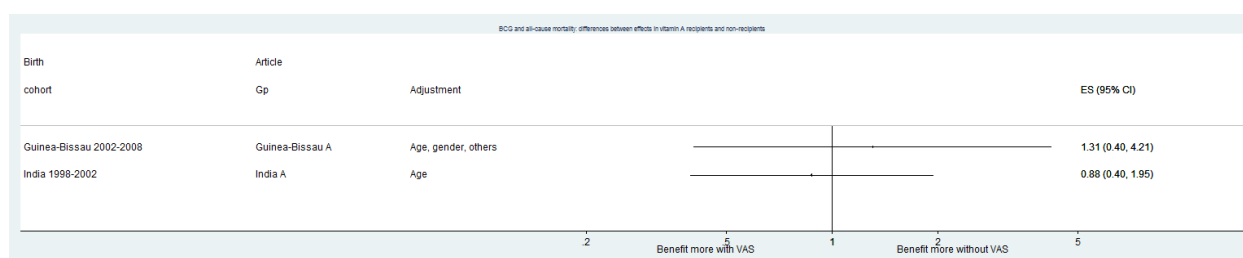 BCG and all-cause mortality: differences between effects in vitamin A recipients and non-recipients
Birth Article
cohort Gp Adjustment ES (95% CI)
Guinea-Bissau 2002-2008 Guinea-Bissau A Age, gender, others 1.31 (0.40, 4.21)
India 1998-2002 India A Age 0.88 (0.40, 1.95)
.2 .5 1 2 5
Benefit more with VAS Benefit more without VAS